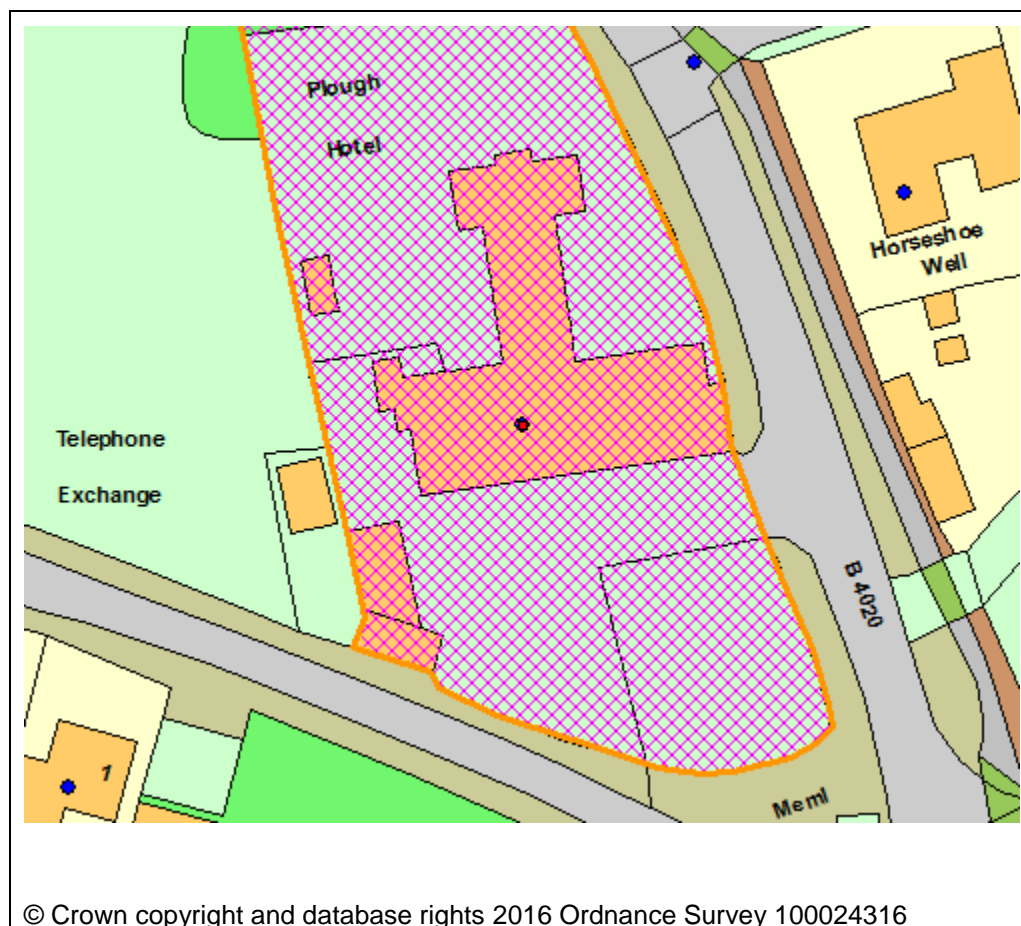 Plough
Hotel
Horseshoe
Well
Telephone
Exchange
B 4020
1
Meml
© Crown copyright and database rights 2016 Ordnance Survey 100024316